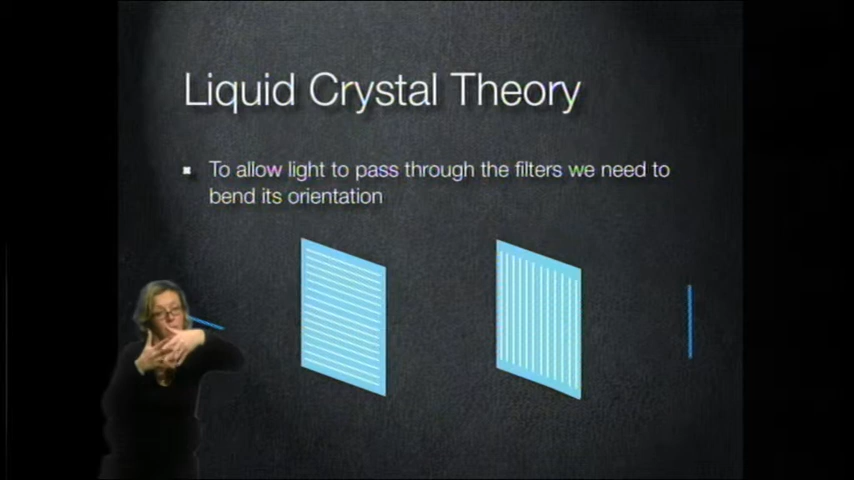 Liquid Crystal Theory
To allow light to pass through the filters we need to
bend its orientation